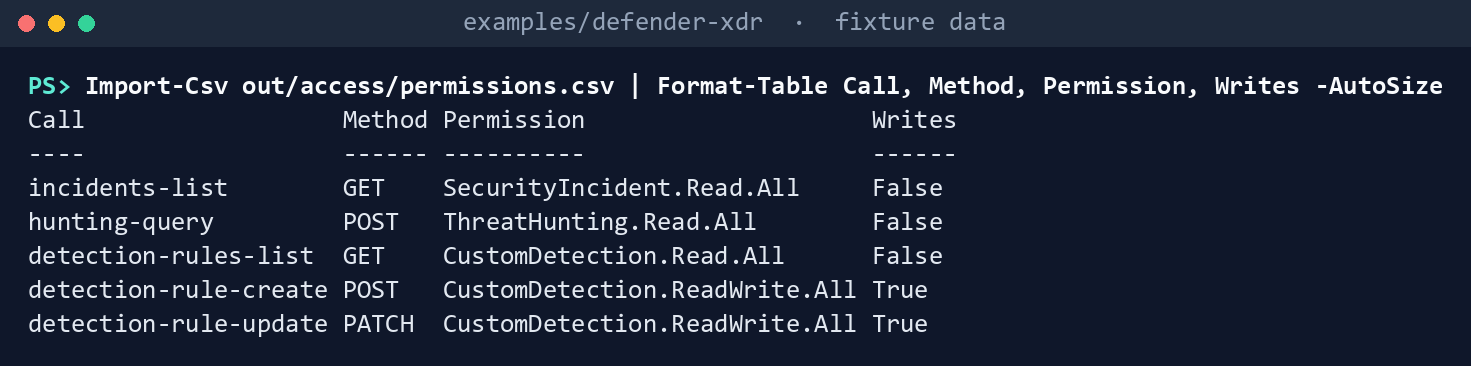 examples/defender-xdr · fixture data
PS> Import-Csv out/access/permissions.csv | Format-Table Call, Method, Permission, Writes -AutoSize
Call                  Method Permission                    Writes
----                  ------ ----------                    ------
incidents-list        GET    SecurityIncident.Read.All     False
hunting-query         POST   ThreatHunting.Read.All        False
detection-rules-list  GET    CustomDetection.Read.All      False
detection-rule-create POST   CustomDetection.ReadWrite.All True
detection-rule-update PATCH  CustomDetection.ReadWrite.All True